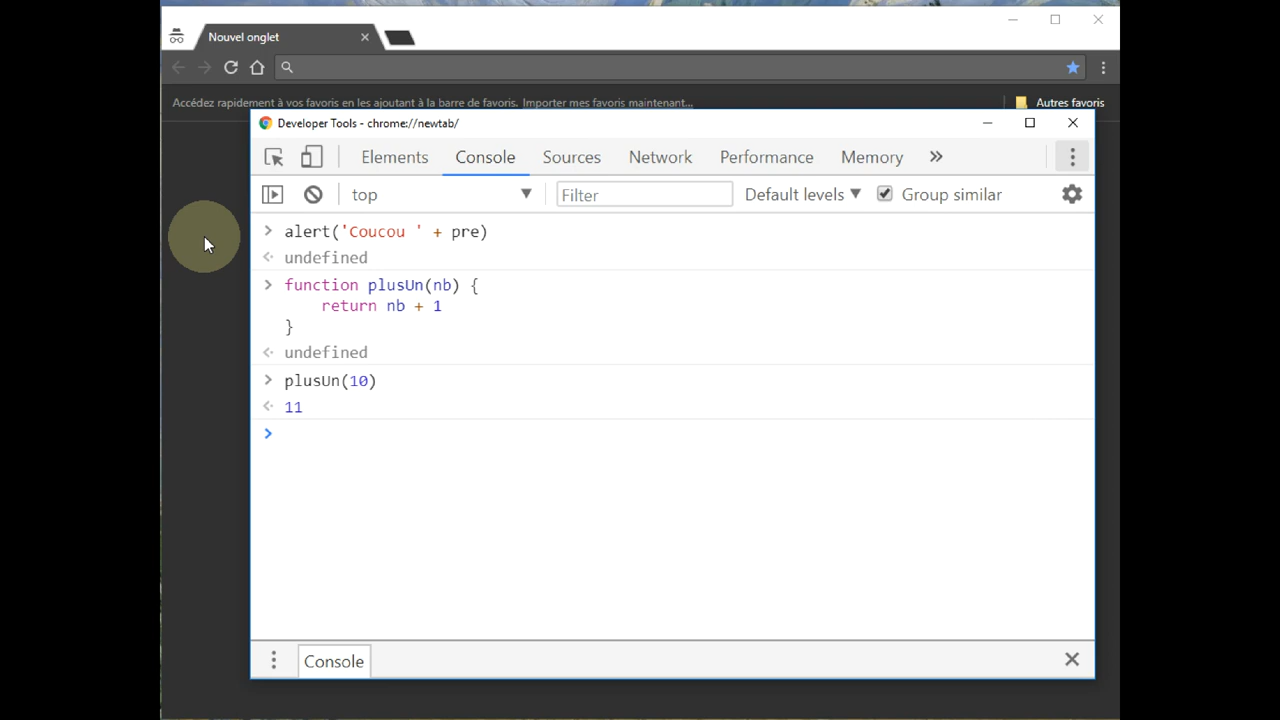 Nouvel onglet
Accédez rapidement à vos favoris en les ajoutant à la barre de favoris. Importer mes favoris maintenant... Autres favoris
Developer Tools - chrome://newtab/
Elements Console Sources Network Performance Memory »
top Filter Default levels Group similar
> alert('Coucou ' + pre)
undefined
> function plusUn(nb) {
return nb + 1
}
undefined
> plusUn(10)
11
>
Console